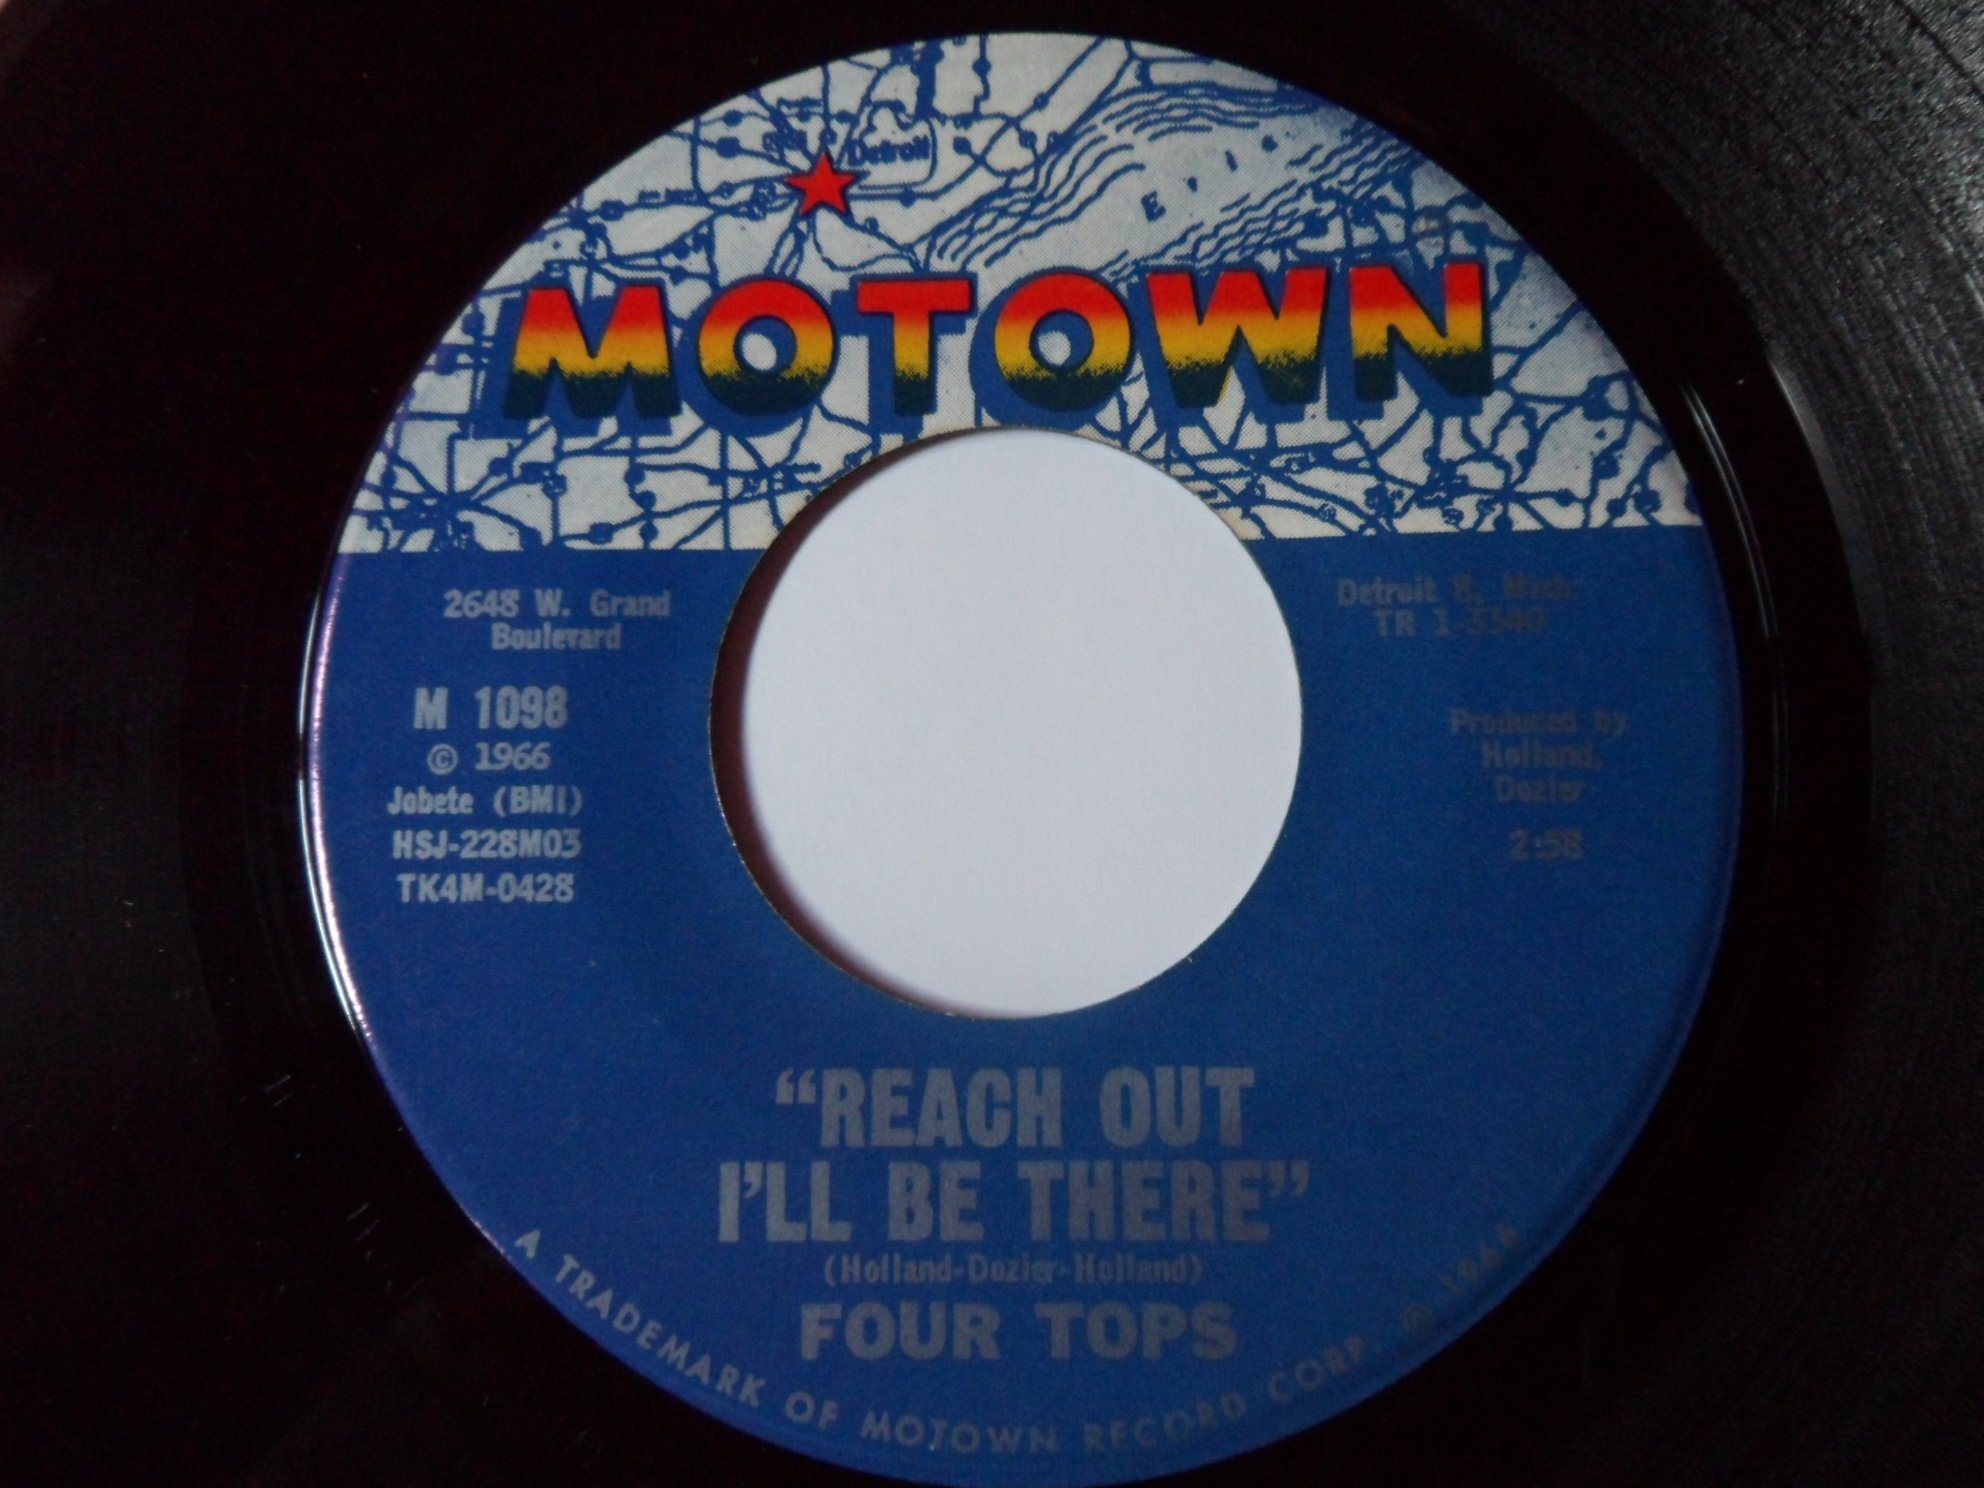 Detroit
Erie
MOTOWN
2648 W. Grand
Boulevard
Detroit 8, Mich.
TR 1-3340
M 1098
© 1966
Jobete (BMI)
HSJ-228M03
TK4M-0428
Produced by
Holland,
Dozier
2:58
“REACH OUT
I’LL BE THERE”
(Holland-Dozier-Holland)
FOUR TOPS
A TRADEMARK OF MOTOWN RECORD CORP. © 1966